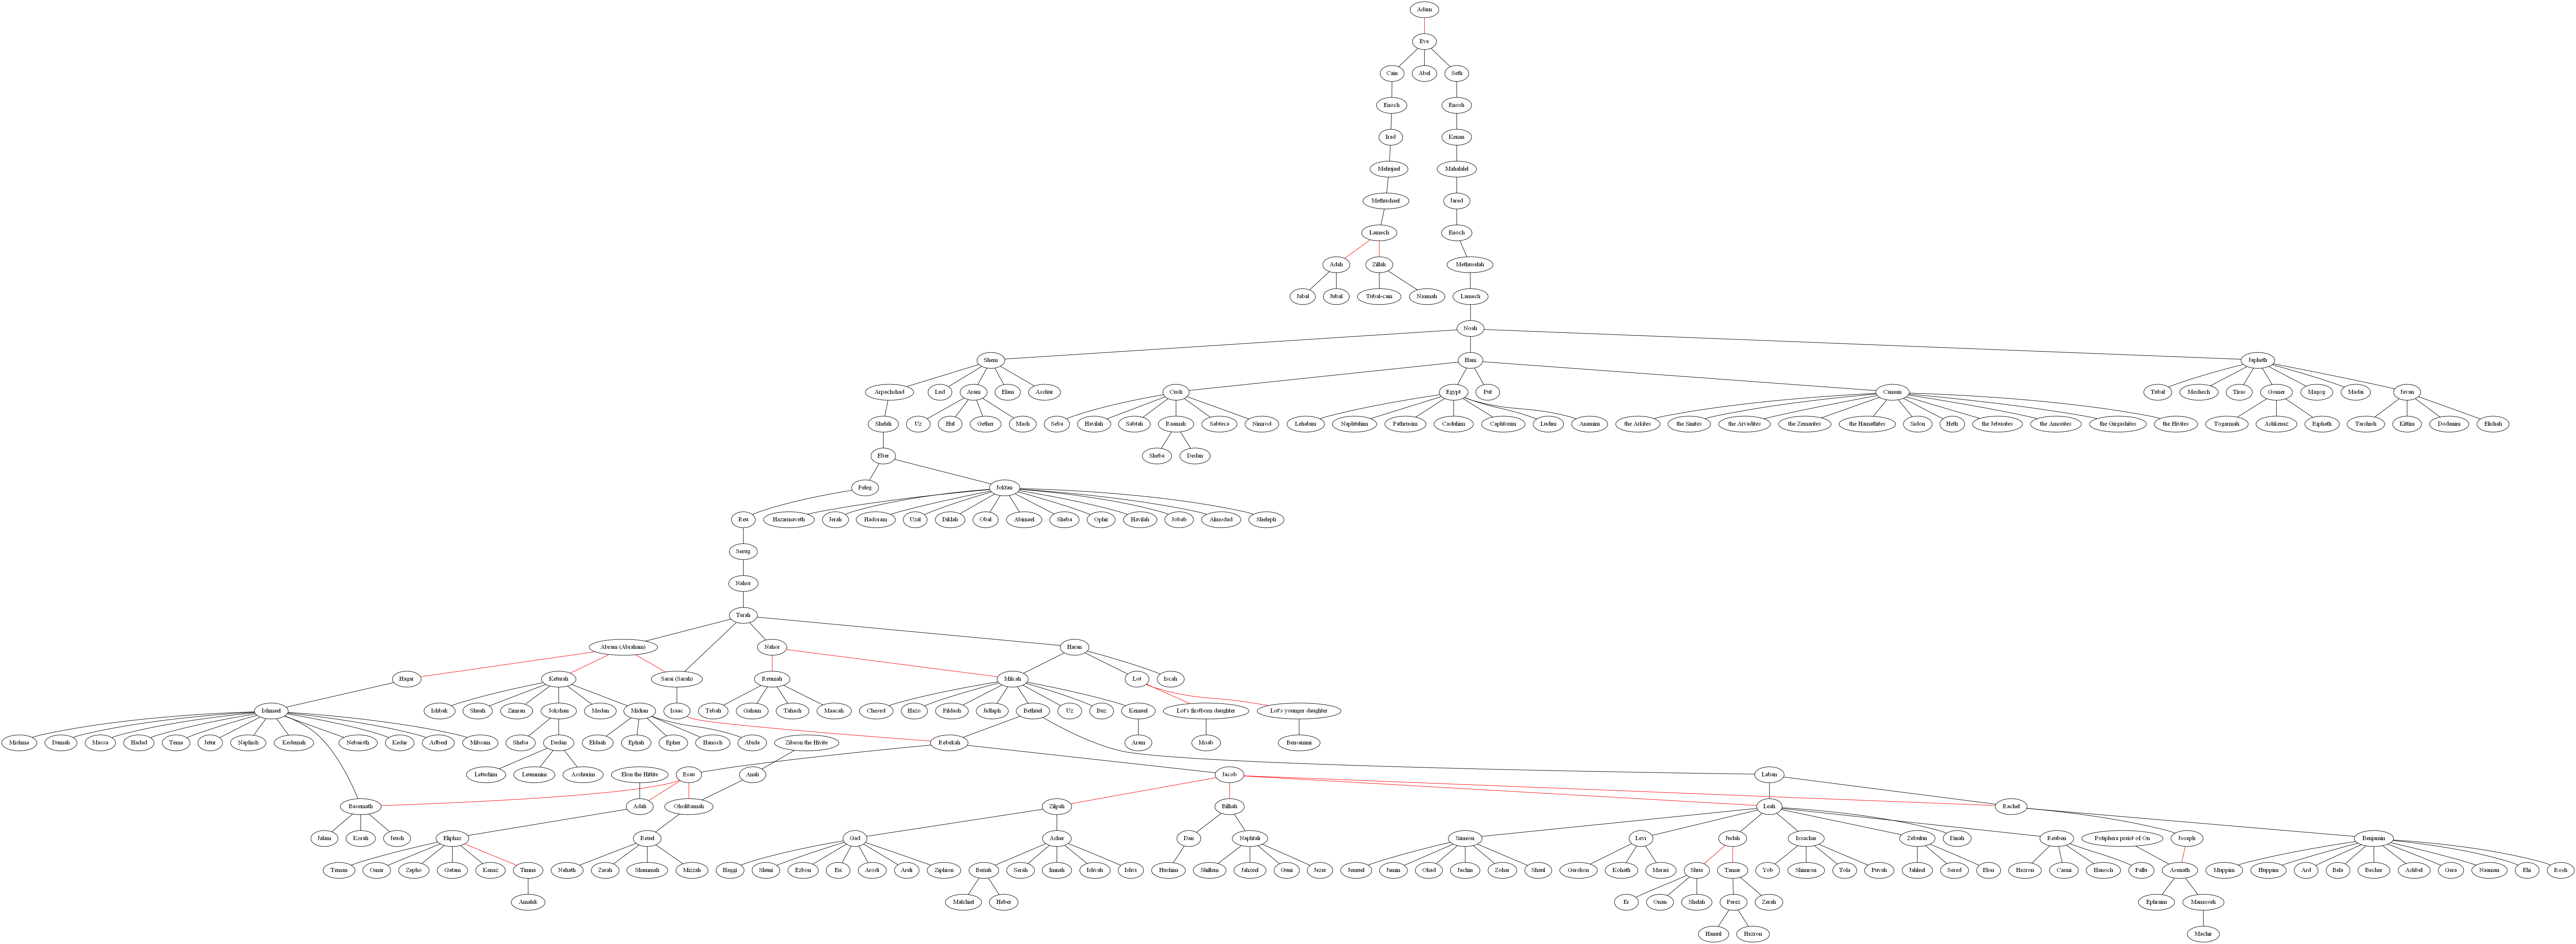 Adam
Eve
Cain
Abel
Seth
Enoch
Enosh
Irad
Kenan
Mehujael
Mahalalel
Methushael
Jared
Lamech
Enoch
Adah
Zillah
Methuselah
Jabal
Jubal
Tubal-cain
Naamah
Lamech
Noah
Shem
Ham
Japheth
Arpachshad
Lud
Aram
Elam
Asshur
Cush
Egypt
Put
Canaan
Tubal
Meshech
Tiras
Gomer
Magog
Madai
Javan
Shelah
Uz
Hul
Gether
Mash
Seba
Havilah
Sabtah
Raamah
Sabteca
Nimrod
Lehabim
Naphtuhim
Pathrusim
Casluhim
Caphtorim
Ludim
Anamim
the Arkites
the Sinites
the Arvadites
the Zemarites
the Hamathites
Sidon
Heth
the Jebusites
the Amorites
the Girgashites
the Hivites
Togarmah
Ashkenaz
Riphath
Tarshish
Kittim
Dodanim
Elishah
Eber
Sheba
Dedan
Peleg
Joktan
Reu
Hazarmaveth
Jerah
Hadoram
Uzal
Diklah
Obal
Abimael
Sheba
Ophir
Havilah
Jobab
Almodad
Sheleph
Serug
Nahor
Terah
Abram (Abraham)
Nahor
Haran
Hagar
Keturah
Sarai (Sarah)
Reumah
Milcah
Lot
Iscah
Ishmael
Ishbak
Shuah
Zimran
Jokshan
Medan
Midian
Isaac
Tebah
Gaham
Tahash
Maacah
Chesed
Hazo
Pildash
Jidlaph
Bethuel
Uz
Buz
Kemuel
Lot's firstborn daughter
Lot's younger daughter
Mishma
Dumah
Massa
Hadad
Tema
Jetur
Naphish
Kedemah
Nebaioth
Kedar
Adbeel
Mibsam
Sheba
Dedan
Eldaah
Ephah
Epher
Hanoch
Abida
Zibeon the Hivite
Rebekah
Aram
Moab
Ben-ammi
Letushim
Leummim
Asshurim
Elon the Hittite
Esau
Anah
Jacob
Laban
Basemath
Adah
Oholibamah
Zilpah
Bilhah
Leah
Rachel
Jalam
Korah
Jeush
Eliphaz
Reuel
Gad
Asher
Dan
Naphtali
Simeon
Levi
Judah
Issachar
Zebulun
Dinah
Reuben
Potiphera preist of On
Joseph
Benjamin
Teman
Omar
Zepho
Gatam
Kenaz
Timna
Nahath
Zerah
Shammah
Mizzah
Haggi
Shuni
Ezbon
Eri
Arodi
Areli
Ziphion
Beriah
Serah
Imnah
Ishvah
Ishvi
Hushim
Shillem
Jahzeel
Guni
Jezer
Jemuel
Jamin
Ohad
Jachin
Zohar
Shaul
Gershon
Kohath
Merari
Shua
Tamar
Yob
Shimron
Tola
Puvah
Jahleel
Sered
Elon
Hezron
Carmi
Hanoch
Pallu
Asenath
Muppim
Huppim
Ard
Bela
Becher
Ashbel
Gera
Naaman
Ehi
Rosh
Amalek
Malchiel
Heber
Er
Onan
Shelah
Perez
Zerah
Ephraim
Manasseh
Hamul
Hezron
Machir